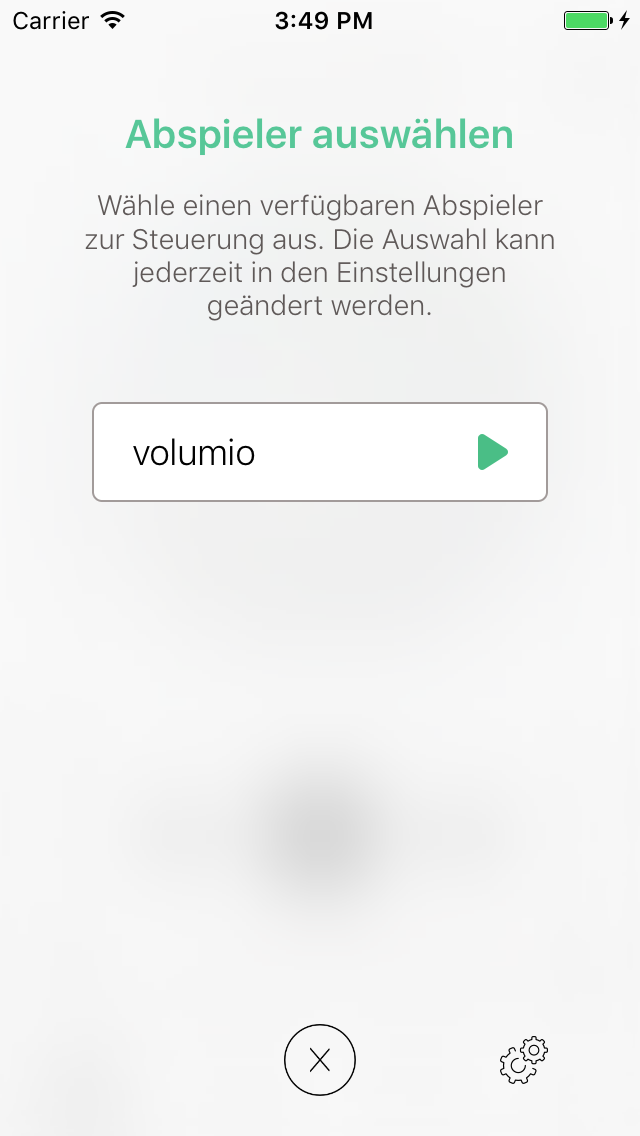 Carrier 3:49 PM
Abspieler auswählen
Wähle einen verfügbaren Abspieler
zur Steuerung aus. Die Auswahl kann
jederzeit in den Einstellungen
geändert werden.
volumio